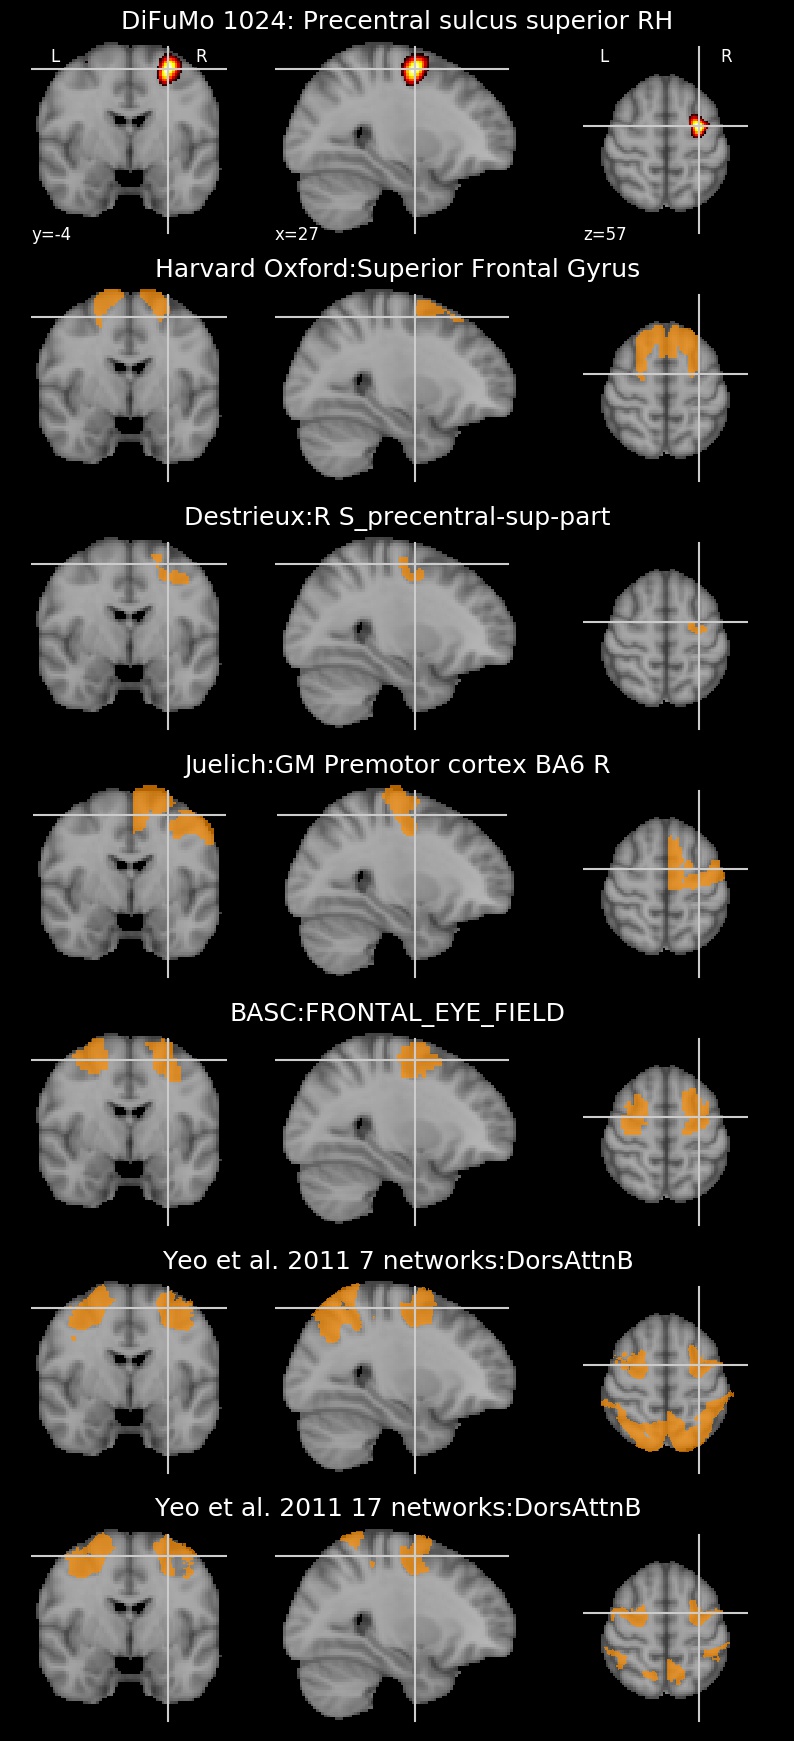 DiFuMo 1024: Precentral sulcus superior RH
L R L R
y=-4 x=27 z=57
Harvard Oxford:Superior Frontal Gyrus
Destrieux:R S_precentral-sup-part
Juelich:GM Premotor cortex BA6 R
BASC:FRONTAL_EYE_FIELD
Yeo et al. 2011 7 networks:DorsAttnB
Yeo et al. 2011 17 networks:DorsAttnB